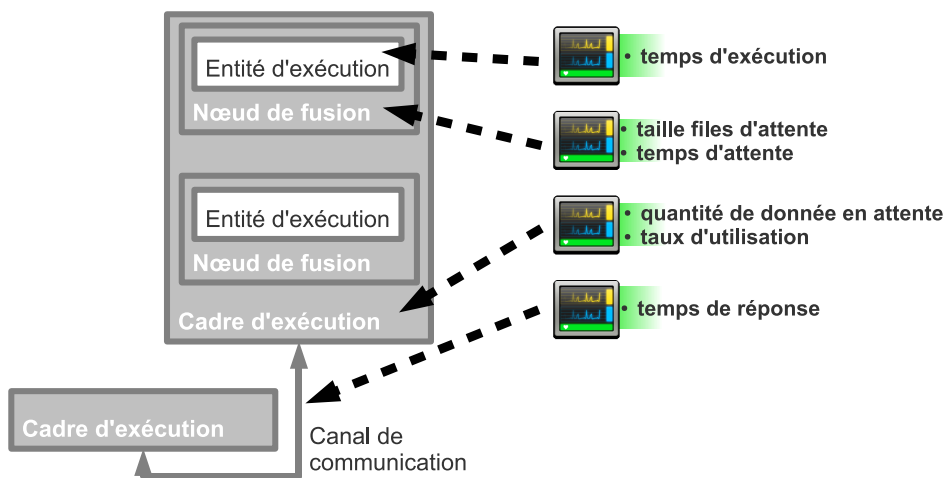 Entité d'exécution
Nœud de fusion
Entité d'exécution
Nœud de fusion
Cadre d'exécution
Cadre d'exécution
Canal de
communication
• temps d'exécution
• taille files d'attente
• temps d'attente
• quantité de donnée en attente
• taux d'utilisation
• temps de réponse